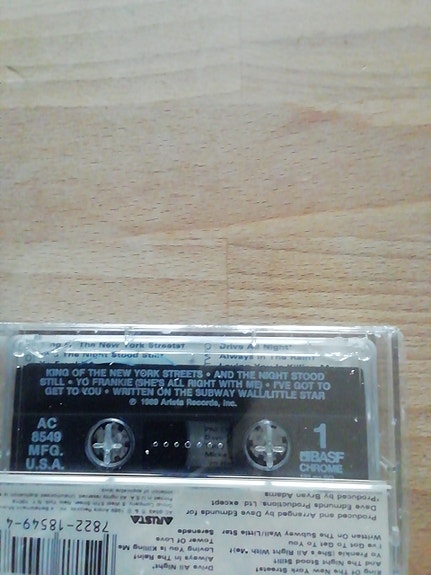 The New York Streets†
Drive All Night*
The Night Stood Still†
Always In The Rain†
KING OF THE NEW YORK STREETS • AND THE NIGHT STOOD
STILL • YO FRANKIE (SHE'S ALL RIGHT WITH ME) • I'VE GOT TO
GET TO YOU • WRITTEN ON THE SUBWAY WALL/LITTLE STAR
℗ 1989 Arista Records, Inc.
AC
8549
MFG.
U.S.A.
1
BASF
CHROME
King Of The New York Streets†
And The Night Stood Still†
Yo Frankie (She's All Right With Me)†
I've Got To Get To You
Written On The Subway Wall/Little Star
Drive All Night*
Always In The Rain†
Loving You Is Killing Me
Tower Of Love
Serenade
Produced and Arranged by Dave Edmunds for
Dave Edmunds Productions Ltd. except
*Produced by Bryan Adams
ARISTA
7822-18549-4